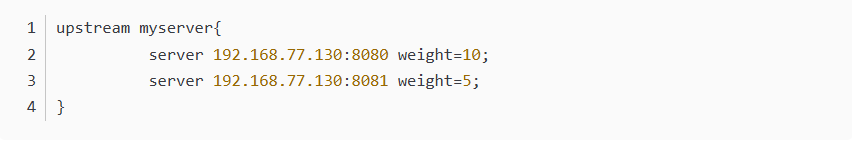 1 upstream myserver{
2 server 192.168.77.130:8080 weight=10;
3 server 192.168.77.130:8081 weight=5;
4 }